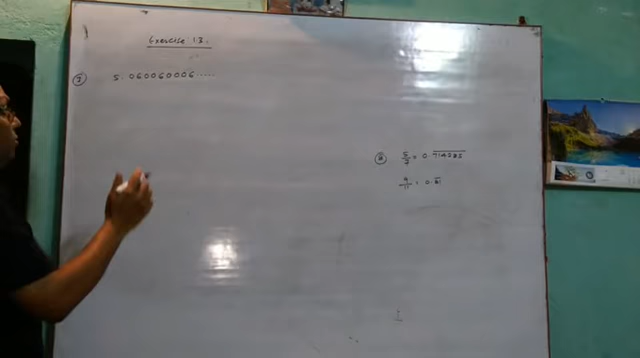 Exercise 1.3.
⑦ 5.060060006.....
⑧ 5/7 = 0.714285
9/11 = 0.81